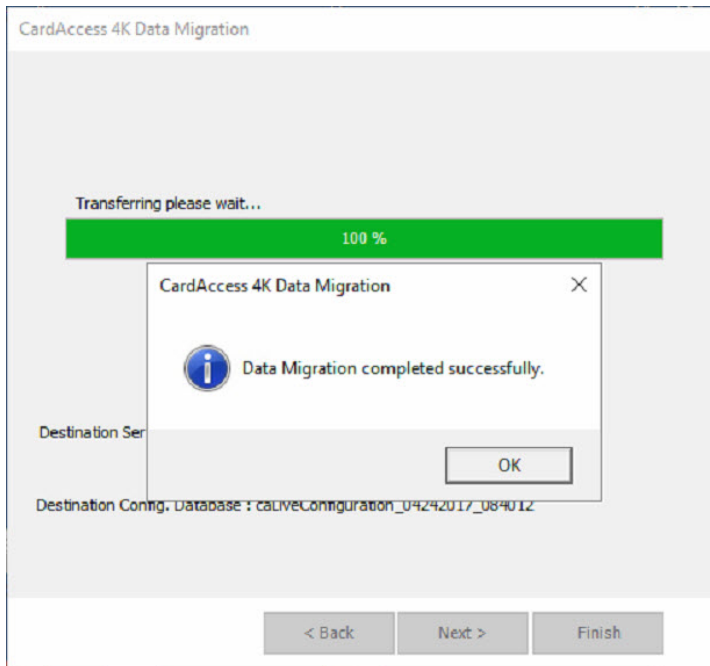 CardAccess 4K Data Migration
Transferring please wait...
100 %
CardAccess 4K Data Migration
Data Migration completed successfully.
OK
Destination Ser
Destination Config. Database : caLiveConfiguration_04242017_084012
< Back
Next >
Finish